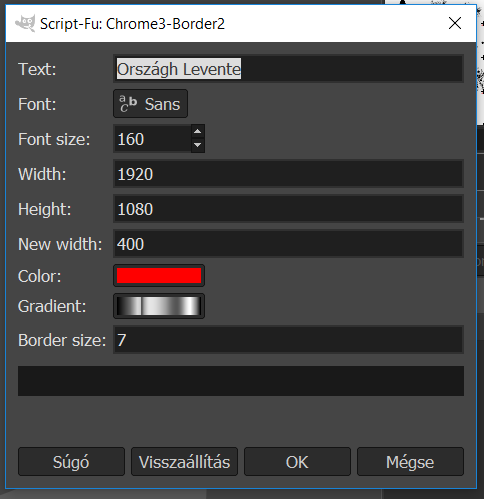 Script-Fu: Chrome3-Border2
Text: Országh Levente
Font: Sans
Font size: 160
Width: 1920
Height: 1080
New width: 400
Color:
Gradient:
Border size: 7
Súgó Visszaállítás OK Mégse